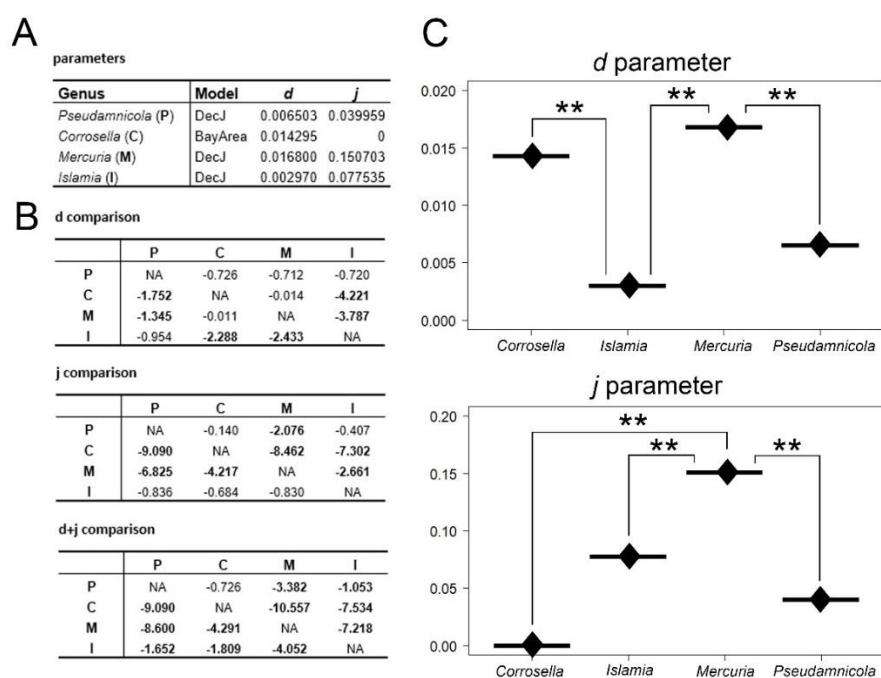 A
parameters
Genus Model d j
Pseudamnicola (P) DecJ 0.006503 0.039959
Corrosella (C) BayArea 0.014295 0
Mercuria (M) DecJ 0.016800 0.150703
Islamia (I) DecJ 0.002970 0.077535
B
d comparison
P C M I
P NA -0.726 -0.712 -0.720
C -1.752 NA -0.014 -4.221
M -1.345 -0.011 NA -3.787
I -0.954 -2.288 -2.433 NA
j comparison
P C M I
P NA -0.140 -2.076 -0.407
C -9.090 NA -8.462 -7.302
M -6.825 -4.217 NA -2.661
I -0.836 -0.684 -0.830 NA
d+j comparison
P C M I
P NA -0.726 -3.382 -1.053
C -9.090 NA -10.557 -7.534
M -8.600 -4.291 NA -7.218
I -1.652 -1.809 -4.052 NA
C
d parameter
0.020
** ** **
0.015
0.010
0.005
0.000
Corrosella Islamia Mercuria Pseudamnicola
j parameter
0.20
**
** **
0.15
0.10
0.05
0.00
Corrosella Islamia Mercuria Pseudamnicola